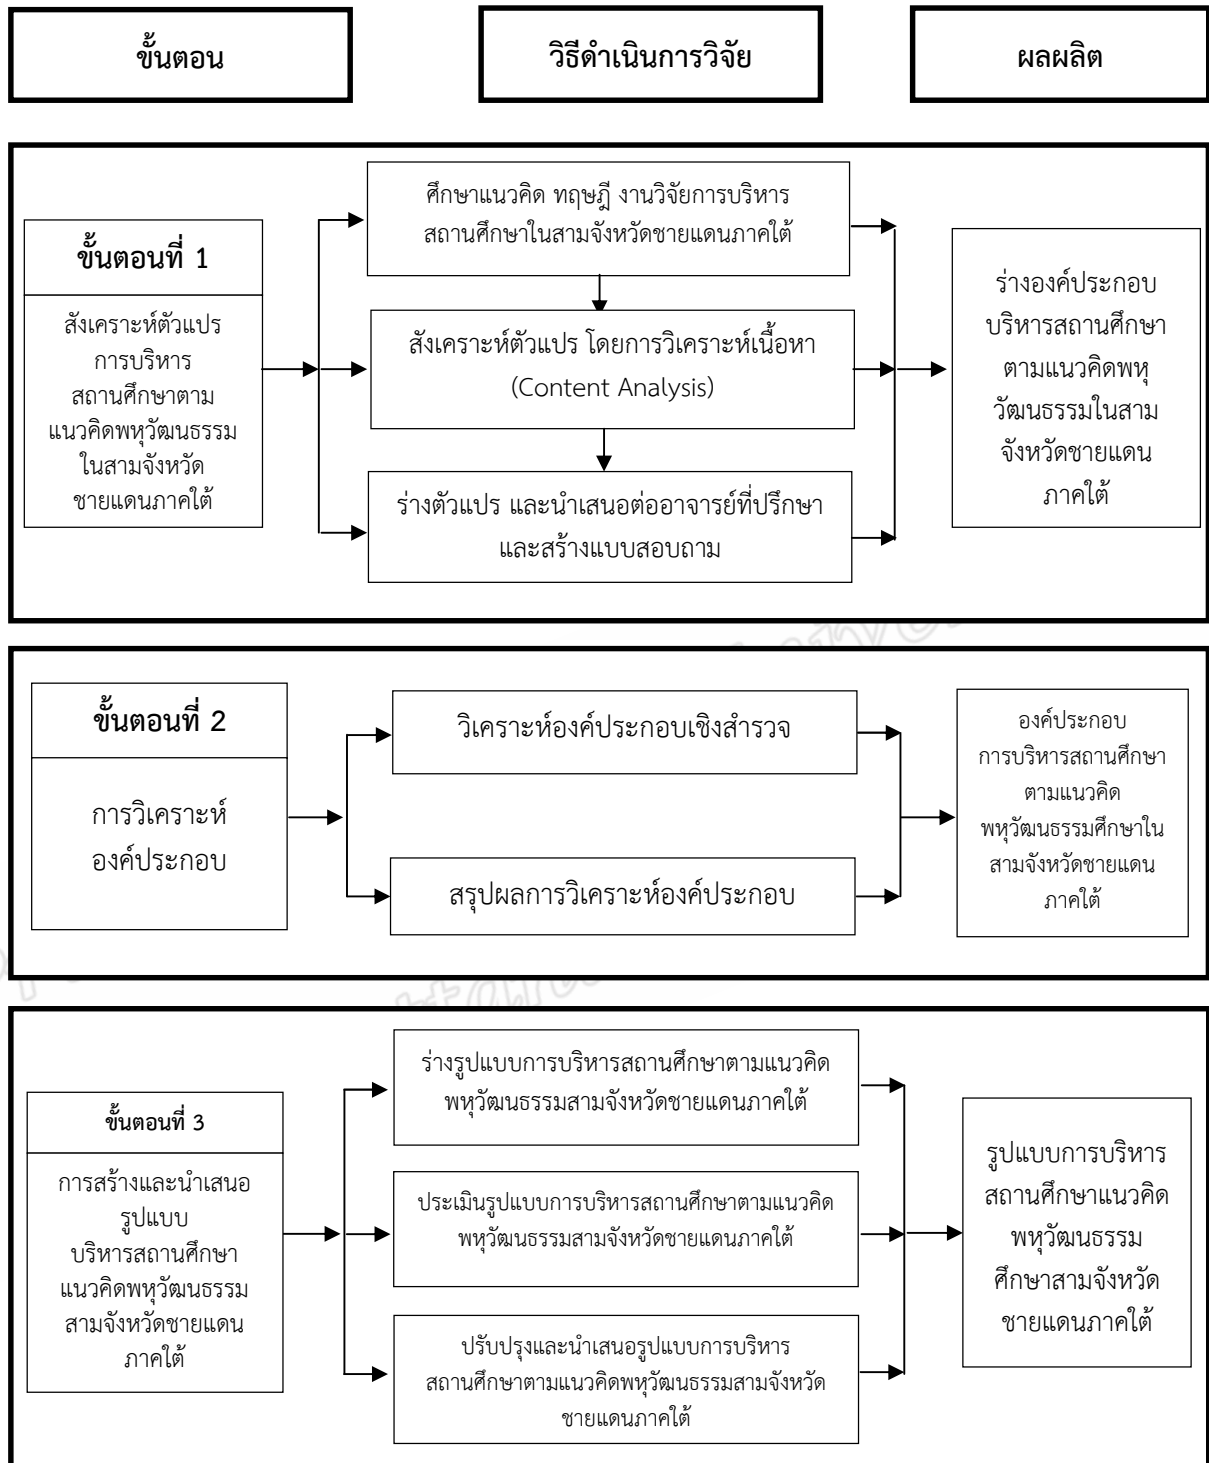 ขั้นตอน
วิธีดำเนินการวิจัย
ผลผลิต
ขั้นตอนที่ 1
สังเคราะห์ตัวแปร
การบริหาร
สถานศึกษาตาม
แนวคิดพหุวัฒนธรรม
ในสามจังหวัด
ชายแดนภาคใต้
ศึกษาแนวคิด ทฤษฎี งานวิจัยการบริหาร
สถานศึกษาในสามจังหวัดชายแดนภาคใต้
สังเคราะห์ตัวแปร โดยการวิเคราะห์เนื้อหา
(Content Analysis)
ร่างตัวแปร และนำเสนอต่ออาจารย์ที่ปรึกษา
และสร้างแบบสอบถาม
ร่างองค์ประกอบ
บริหารสถานศึกษา
ตามแนวคิดพหุ
วัฒนธรรมในสาม
จังหวัดชายแดน
ภาคใต้
ขั้นตอนที่ 2
การวิเคราะห์
องค์ประกอบ
วิเคราะห์องค์ประกอบเชิงสำรวจ
สรุปผลการวิเคราะห์องค์ประกอบ
องค์ประกอบ
การบริหารสถานศึกษา
ตามแนวคิด
พหุวัฒนธรรมศึกษาใน
สามจังหวัดชายแดน
ภาคใต้
ขั้นตอนที่ 3
การสร้างและนำเสนอ
รูปแบบ
บริหารสถานศึกษา
แนวคิดพหุวัฒนธรรม
สามจังหวัดชายแดน
ภาคใต้
ร่างรูปแบบการบริหารสถานศึกษาตามแนวคิด
พหุวัฒนธรรมสามจังหวัดชายแดนภาคใต้
ประเมินรูปแบบการบริหารสถานศึกษาตามแนวคิด
พหุวัฒนธรรมสามจังหวัดชายแดนภาคใต้
ปรับปรุงและนำเสนอรูปแบบการบริหาร
สถานศึกษาตามแนวคิดพหุวัฒนธรรมสามจังหวัด
ชายแดนภาคใต้
รูปแบบการบริหาร
สถานศึกษาแนวคิด
พหุวัฒนธรรม
ศึกษาสามจังหวัด
ชายแดนภาคใต้